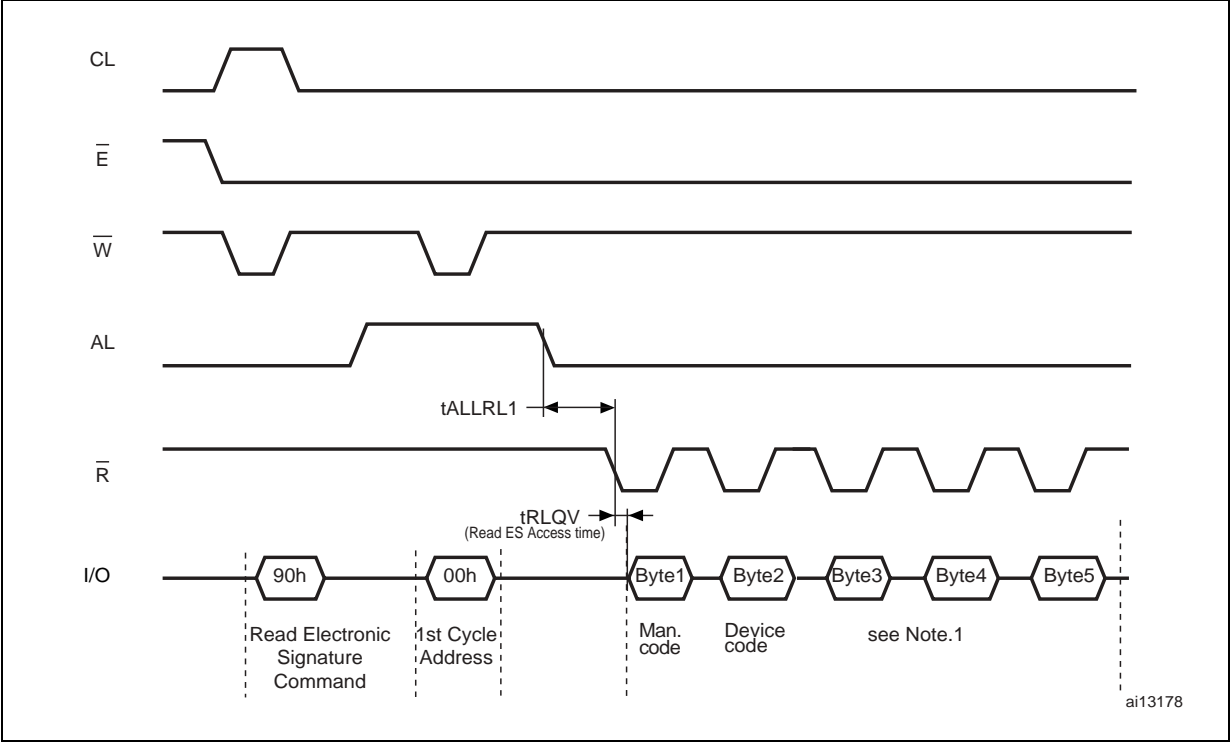 CL
E
W
AL
tALLRL1
R
tRLQV
(Read ES Access time)
I/O
90h
00h
Byte1
Byte2
Byte3
Byte4
Byte5
Read Electronic
Signature
Command
1st Cycle
Address
Man.
code
Device
code
see Note.1
ai13178